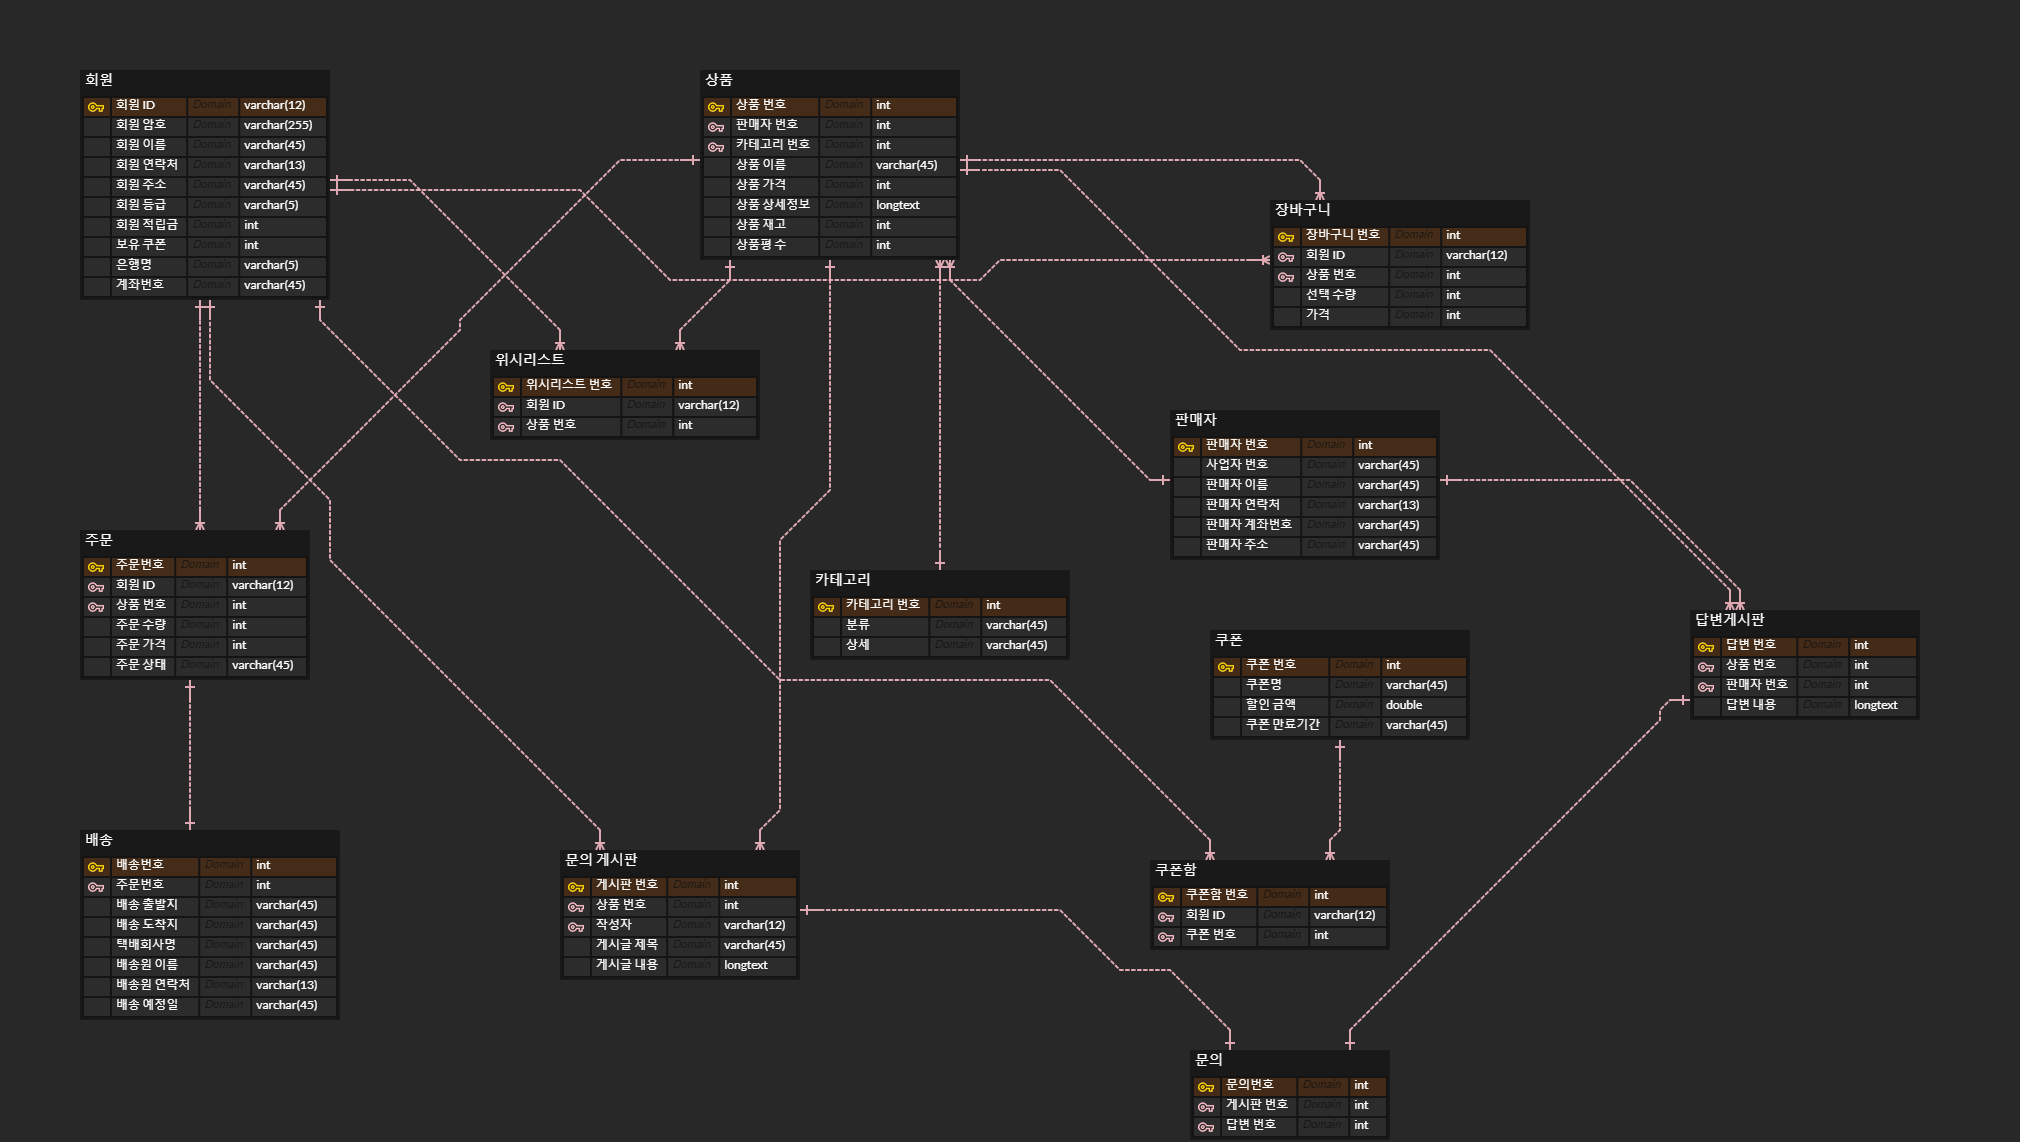 회원
회원 ID Domain varchar(12)
회원 암호 Domain varchar(255)
회원 이름 Domain varchar(45)
회원 연락처 Domain varchar(13)
회원 주소 Domain varchar(45)
회원 등급 Domain varchar(5)
회원 적립금 Domain int
보유 쿠폰 Domain int
은행명 Domain varchar(5)
계좌번호 Domain varchar(45)
상품
상품 번호 Domain int
판매자 번호 Domain int
카테고리 번호 Domain int
상품 이름 Domain varchar(45)
상품 가격 Domain int
상품 상세정보 Domain longtext
상품 재고 Domain int
상품평 수 Domain int
장바구니
장바구니 번호 Domain int
회원 ID Domain varchar(12)
상품 번호 Domain int
선택 수량 Domain int
가격 Domain int
위시리스트
위시리스트 번호 Domain int
회원 ID Domain varchar(12)
상품 번호 Domain int
판매자
판매자 번호 Domain int
사업자 번호 Domain varchar(45)
판매자 이름 Domain varchar(45)
판매자 연락처 Domain varchar(13)
판매자 계좌번호 Domain varchar(45)
판매자 주소 Domain varchar(45)
주문
주문번호 Domain int
회원 ID Domain varchar(12)
상품 번호 Domain int
주문 수량 Domain int
주문 가격 Domain int
주문 상태 Domain varchar(45)
카테고리
카테고리 번호 Domain int
분류 Domain varchar(45)
상세 Domain varchar(45)
쿠폰
쿠폰 번호 Domain int
쿠폰명 Domain varchar(45)
할인 금액 Domain double
쿠폰 만료기간 Domain varchar(45)
답변게시판
답변 번호 Domain int
상품 번호 Domain int
판매자 번호 Domain int
답변 내용 Domain longtext
배송
배송번호 Domain int
주문번호 Domain int
배송 출발지 Domain varchar(45)
배송 도착지 Domain varchar(45)
택배회사명 Domain varchar(45)
배송원 이름 Domain varchar(45)
배송원 연락처 Domain varchar(13)
배송 예정일 Domain varchar(45)
문의 게시판
게시판 번호 Domain int
상품 번호 Domain int
작성자 Domain varchar(12)
게시글 제목 Domain varchar(45)
게시글 내용 Domain longtext
쿠폰함
쿠폰함 번호 Domain int
회원 ID Domain varchar(12)
쿠폰 번호 Domain int
문의
문의번호 Domain int
게시판 번호 Domain int
답변 번호 Domain int